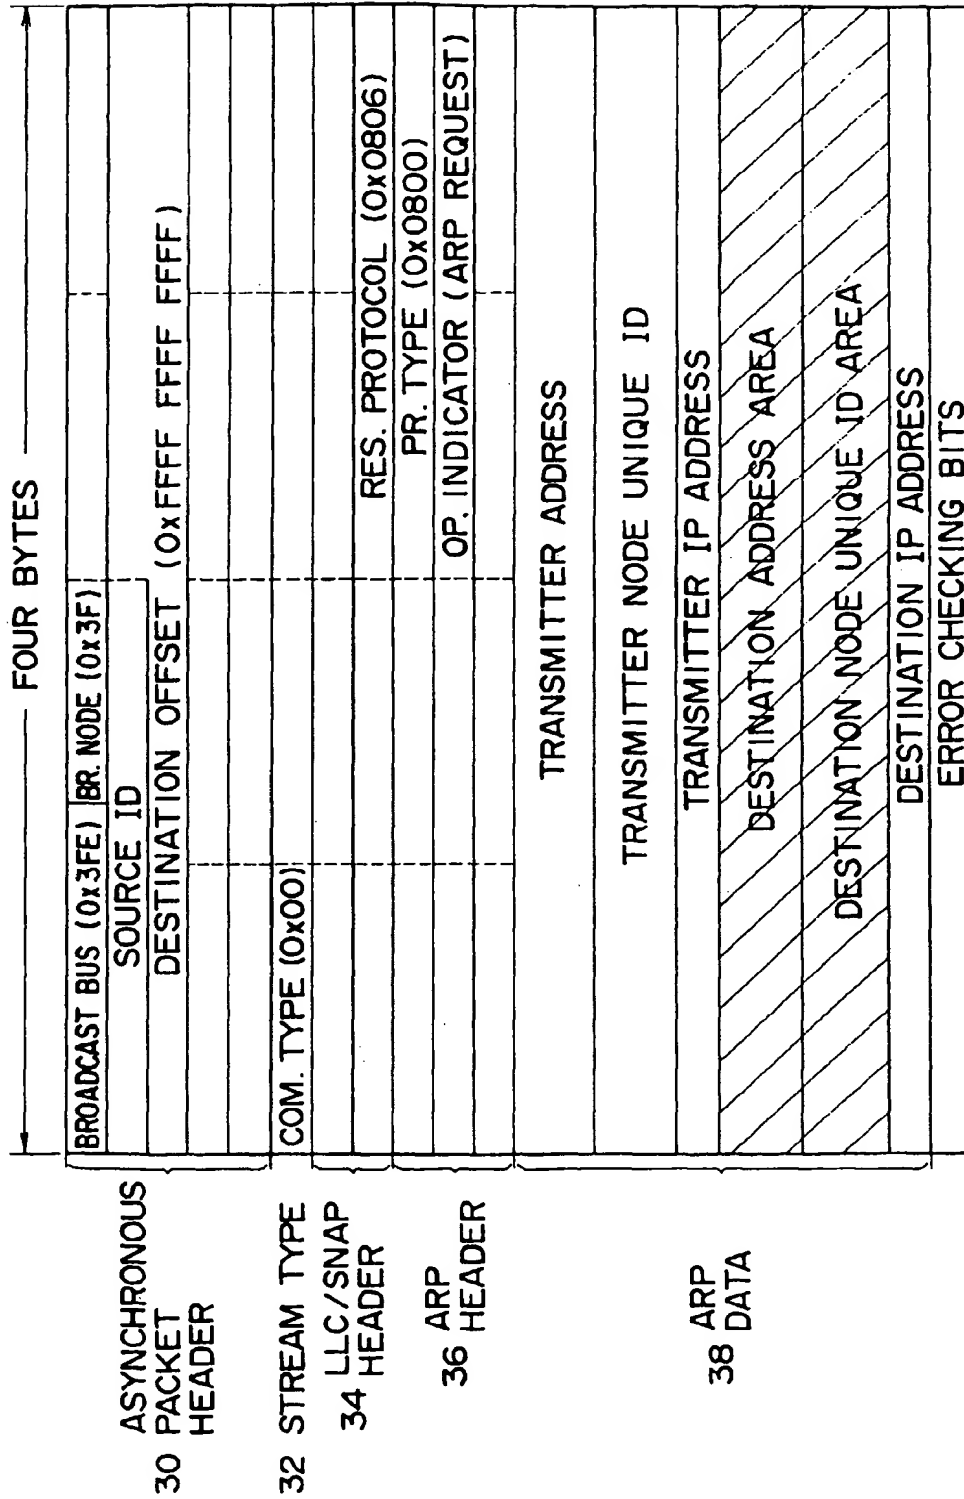 FOUR BYTES
ASYNCHRONOUS
30 PACKET
HEADER
BROADCAST BUS (0x3FE) BR. NODE (0x3F)
SOURCE ID
DESTINATION OFFSET (0xFFFF FFFF FFFF)
32 STREAM TYPE
COM. TYPE (0x00)
34 LLC/SNAP
HEADER
RES. PROTOCOL (0x0806)
36 ARP
HEADER
PR. TYPE (0x0800)
OP. INDICATOR (ARP REQUEST)
38 ARP
DATA
TRANSMITTER ADDRESS
TRANSMITTER NODE UNIQUE ID
TRANSMITTER IP ADDRESS
DESTINATION ADDRESS AREA
DESTINATION NODE UNIQUE ID AREA
DESTINATION IP ADDRESS
ERROR CHECKING BITS